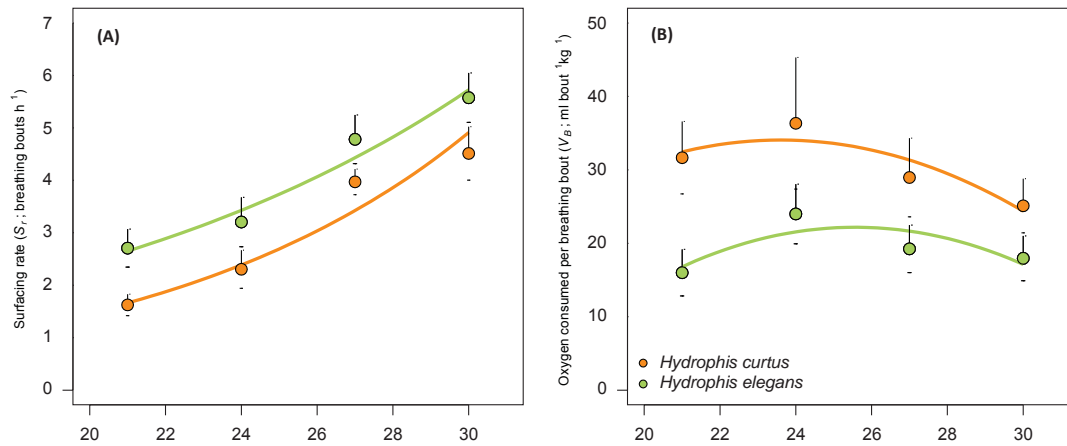 (A)
Surfacing rate (Sr ; breathing bouts h-1)
7
6
5
4
3
2
1
0
20 22 24 26 28 30
(B)
Oxygen consumed per breathing bout (VB ; ml bout 1kg 1)
50
40
30
20
10
0
20 22 24 26 28 30
Hydrophis curtus
Hydrophis elegans